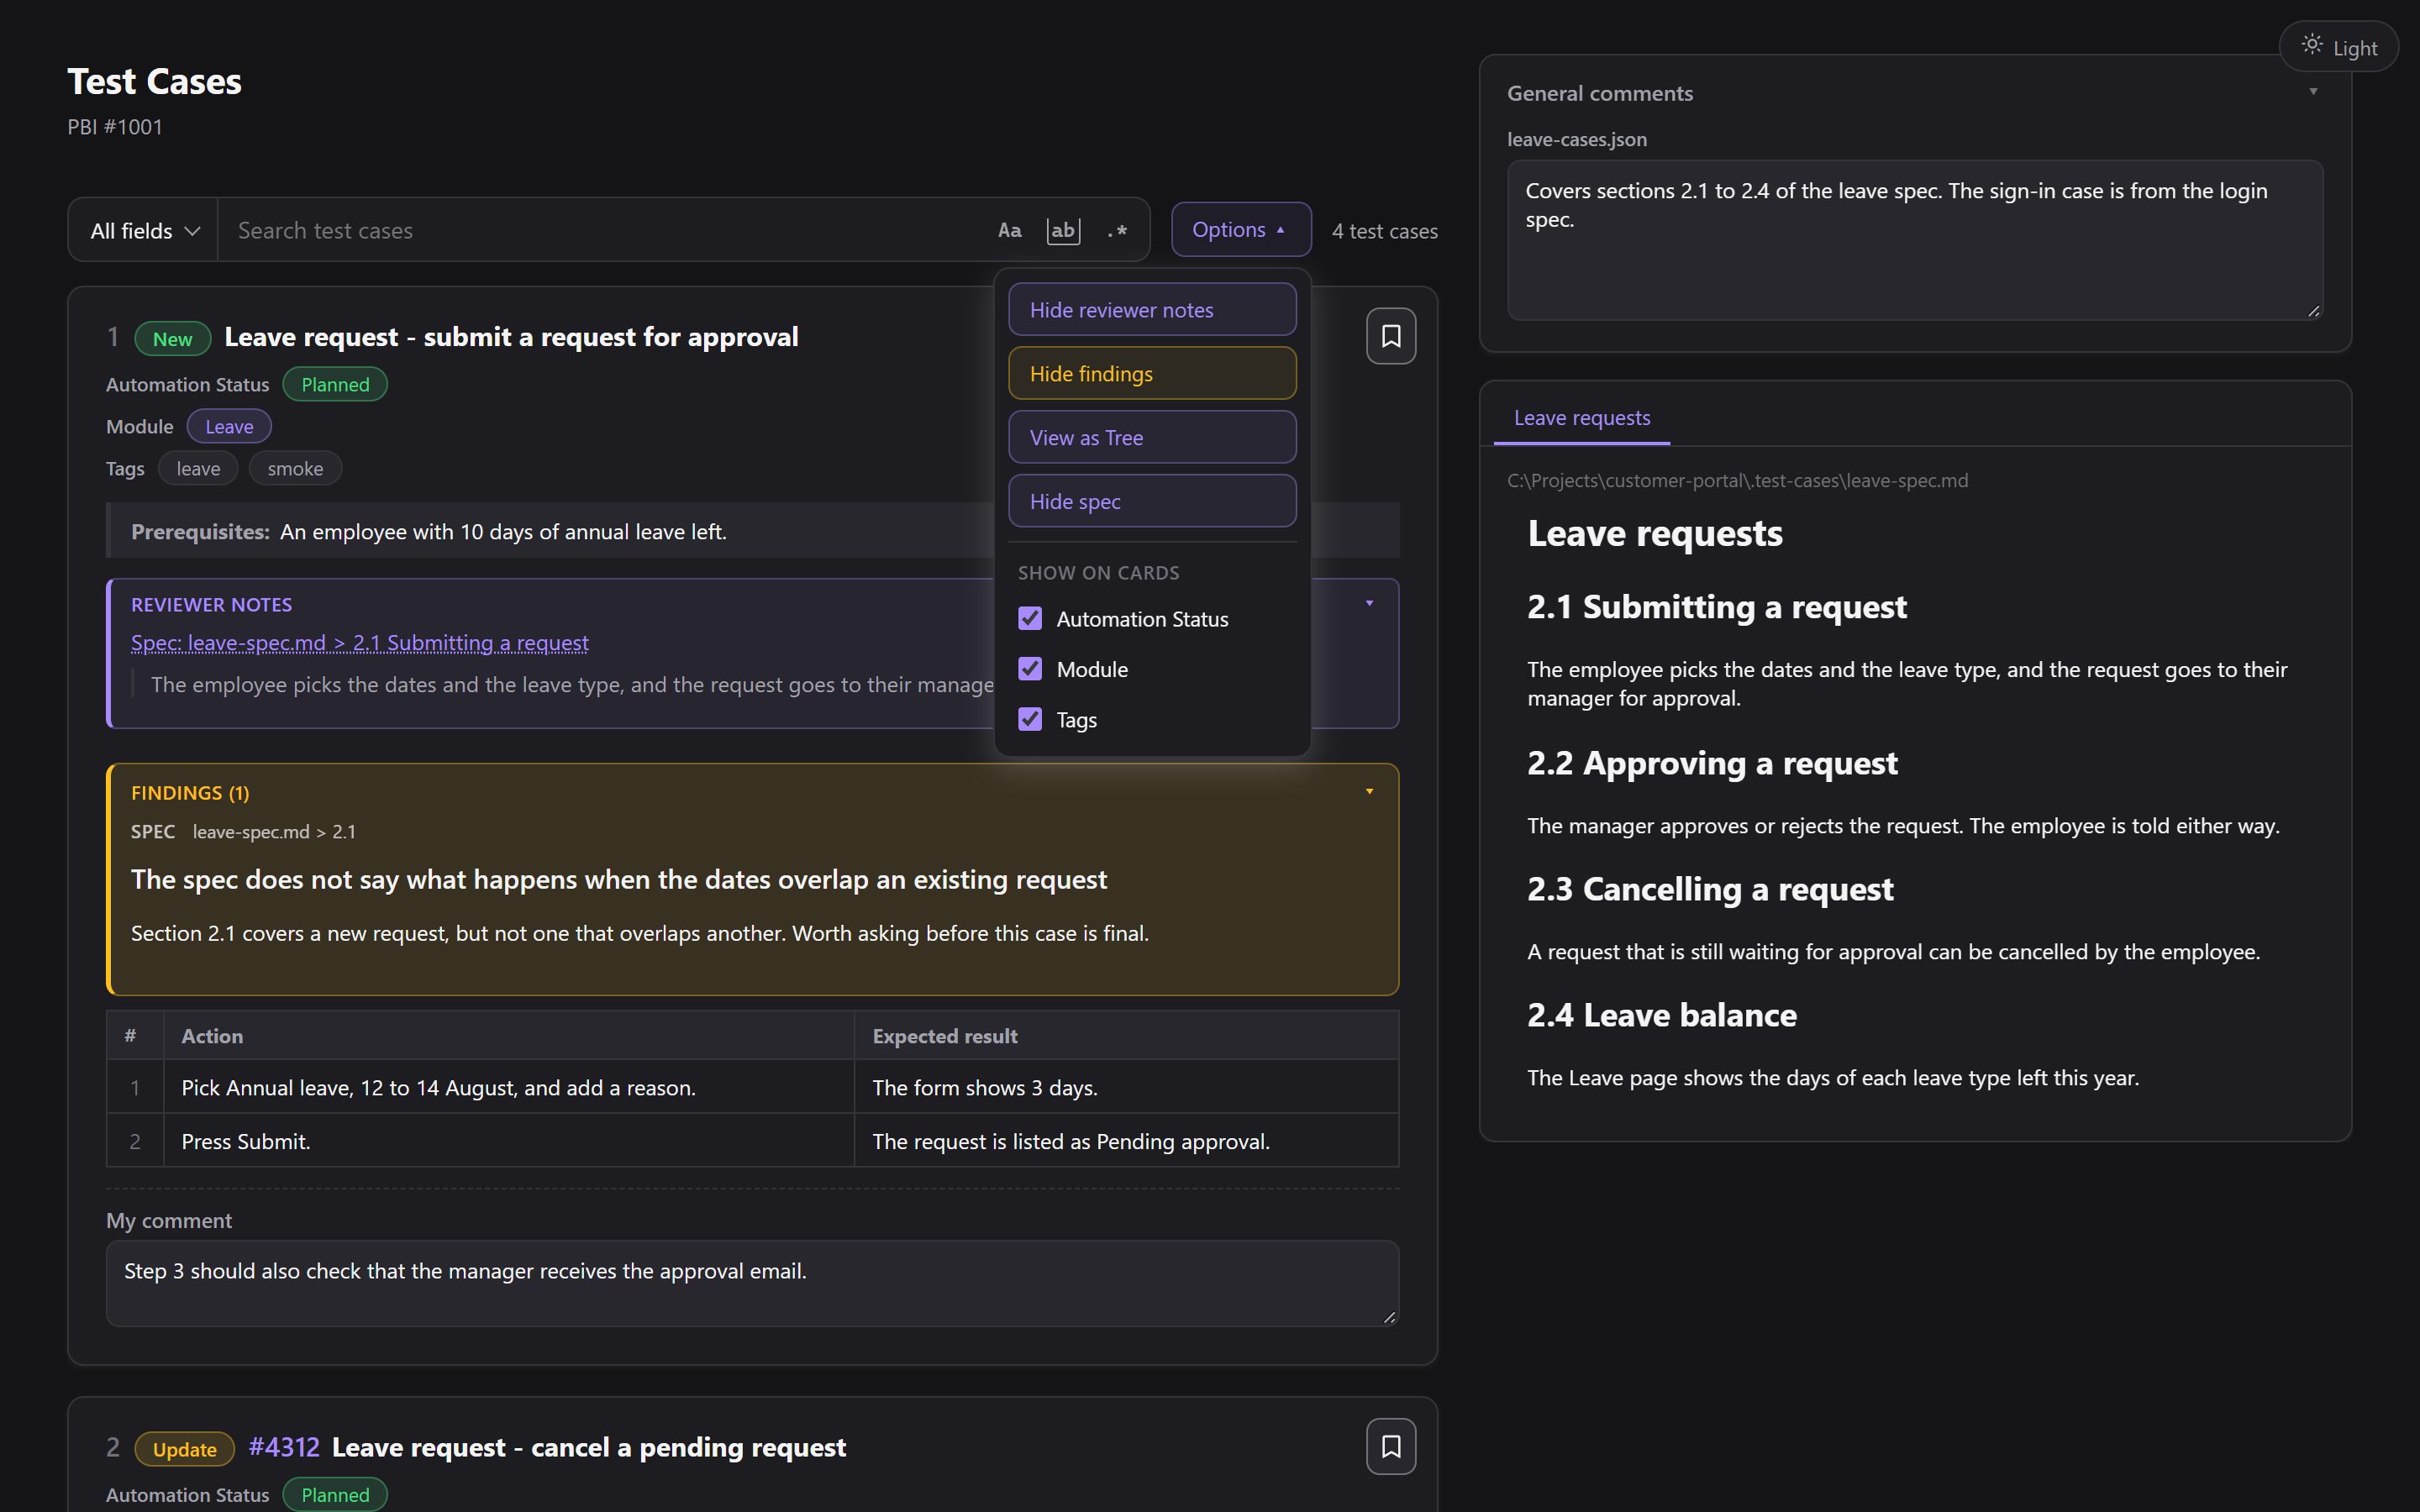 Light
Test Cases
PBI #1001
All fields
Search test cases
Aa
ab
.*
Options
4 test cases
Hide reviewer notes
Hide findings
View as Tree
Hide spec
SHOW ON CARDS
Automation Status
Module
Tags
1 New Leave request - submit a request for approval
Automation Status Planned
Module Leave
Tags leave smoke
Prerequisites: An employee with 10 days of annual leave left.
REVIEWER NOTES
Spec: leave-spec.md > 2.1 Submitting a request
The employee picks the dates and the leave type, and the request goes to their
FINDINGS (1)
SPEC leave-spec.md > 2.1
The spec does not say what happens when the dates overlap an existing request
Section 2.1 covers a new request, but not one that overlaps another. Worth asking before this case is final.
# Action Expected result
1 Pick Annual leave, 12 to 14 August, and add a reason. The form shows 3 days.
2 Press Submit. The request is listed as Pending approval.
My comment
Step 3 should also check that the manager receives the approval email.
2 Update #4312 Leave request - cancel a pending request
Automation Status Planned
General comments
leave-cases.json
Covers sections 2.1 to 2.4 of the leave spec. The sign-in case is from the login
spec.
Leave requests
C:\Projects\customer-portal\.test-cases\leave-spec.md
Leave requests
2.1 Submitting a request
The employee picks the dates and the leave type, and the request goes to their
manager for approval.
2.2 Approving a request
The manager approves or rejects the request. The employee is told either way.
2.3 Cancelling a request
A request that is still waiting for approval can be cancelled by the employee.
2.4 Leave balance
The Leave page shows the days of each leave type left this year.